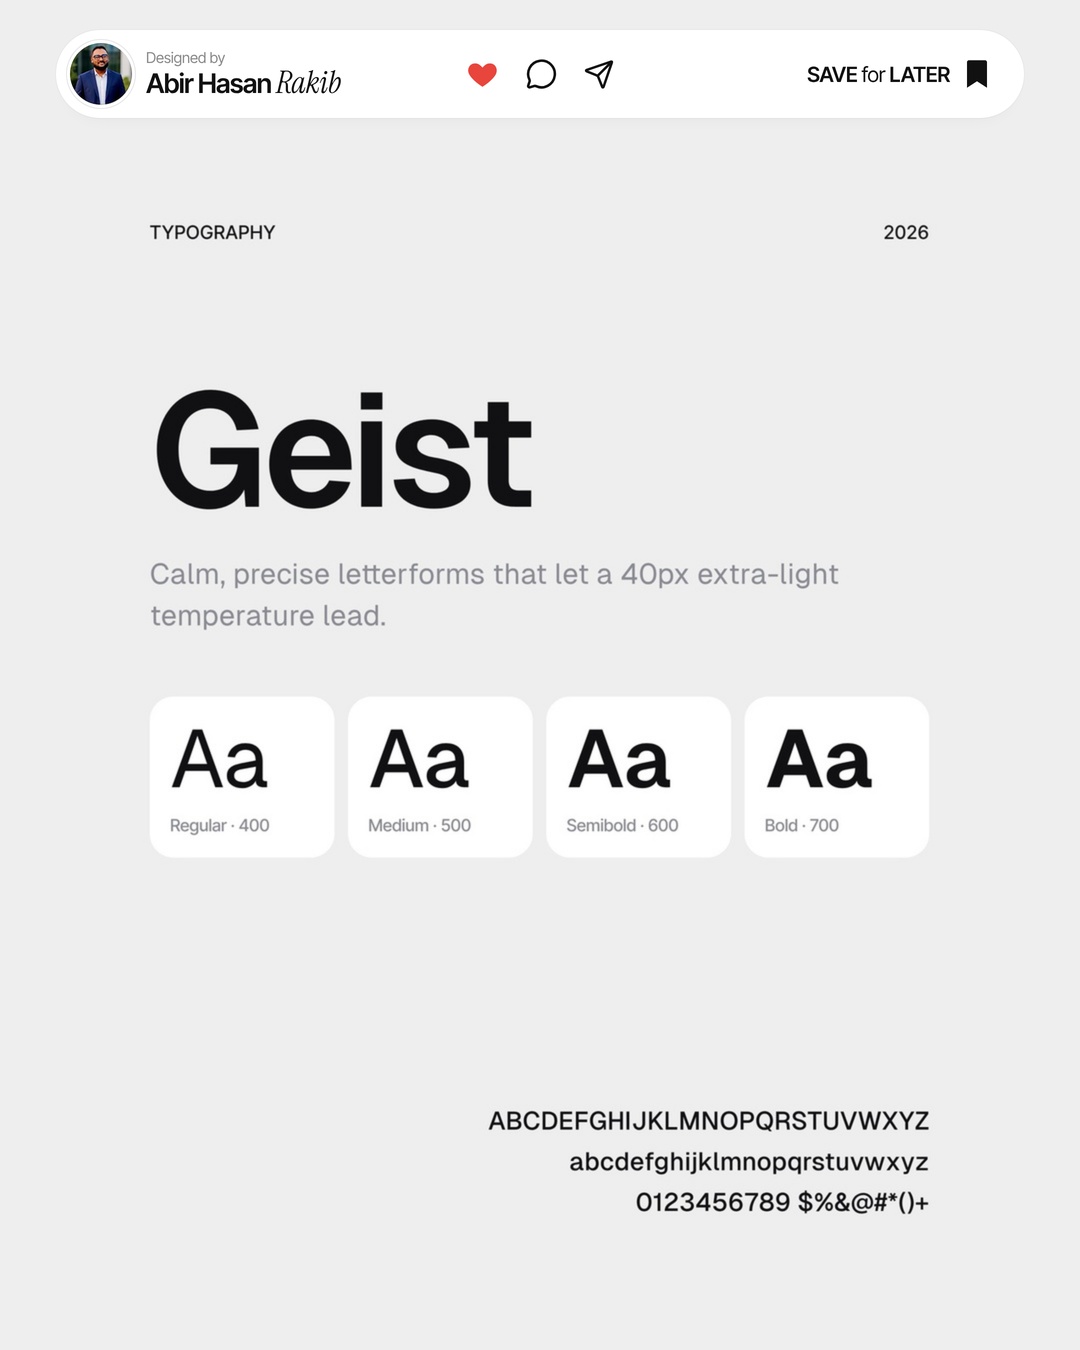 Designed by
Abir Hasan Rakib
SAVE for LATER
TYPOGRAPHY
2026
Geist
Calm, precise letterforms that let a 40px extra-light
temperature lead.
Aa
Regular · 400
Aa
Medium · 500
Aa
Semibold · 600
Aa
Bold · 700
ABCDEFGHIJKLMNOPQRSTUVWXYZ
abcdefghijklmnopqrstuvwxyz
0123456789 $%&@#*()+